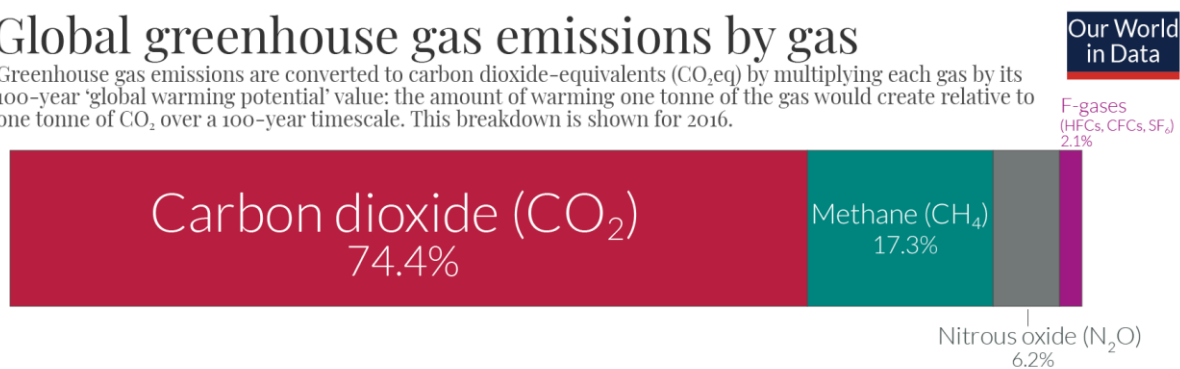 Global greenhouse gas emissions by gas
Our World
in Data
Greenhouse gas emissions are converted to carbon dioxide-equivalents (CO₂eq) by multiplying each gas by its
100-year ‘global warming potential’ value: the amount of warming one tonne of the gas would create relative to
one tonne of CO₂ over a 100-year timescale. This breakdown is shown for 2016.
F-gases
(HFCs, CFCs, SF₆)
2.1%
Carbon dioxide (CO₂)
74.4%
Methane (CH₄)
17.3%
Nitrous oxide (N₂O)
6.2%